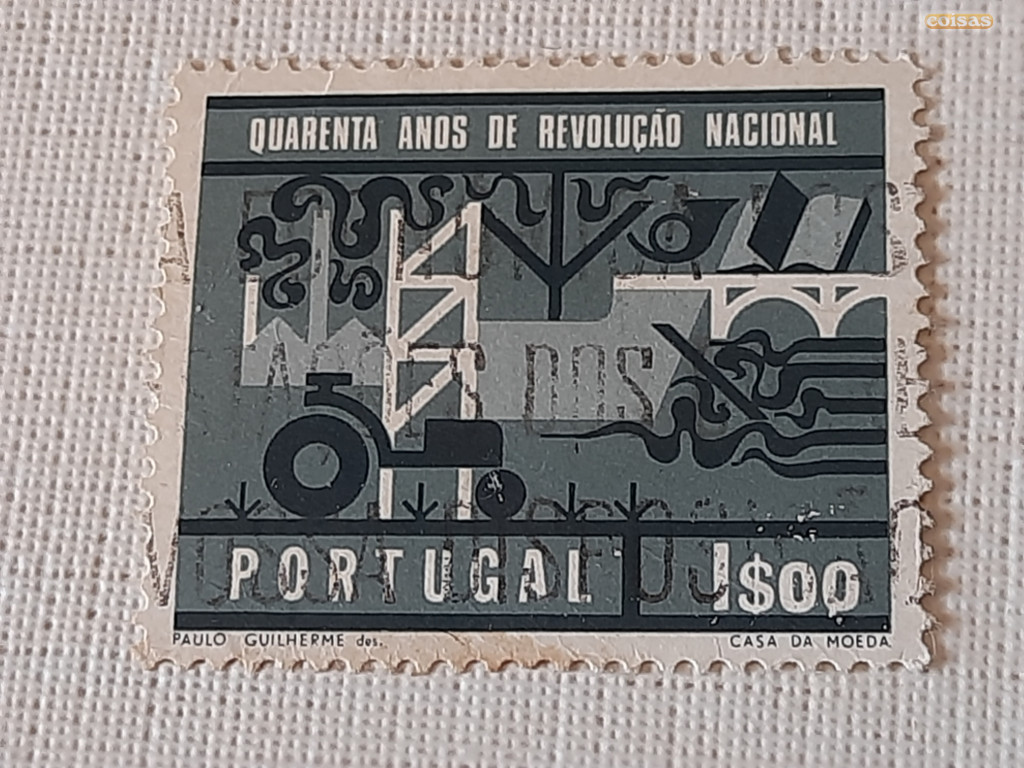 coisas
QUARENTA ANOS DE REVOLUÇÃO NACIONAL
PORTUGAL 1$00
PAULO GUILHERME des. CASA DA MOEDA